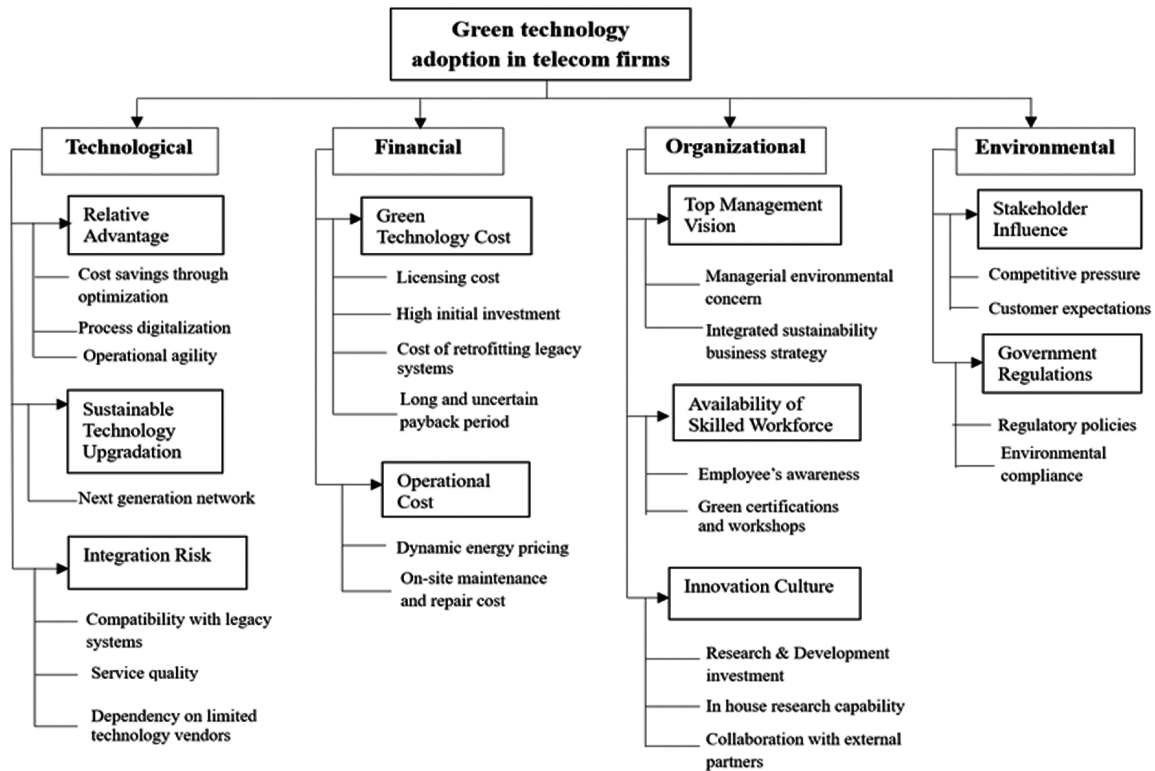 Green technology
adoption in telecom firms
Technological
Relative
Advantage
Cost savings through
optimization
Process digitalization
Operational agility
Sustainable
Technology
Upgradation
Next generation network
Integration Risk
Compatibility with legacy
systems
Service quality
Dependency on limited
technology vendors
Financial
Green
Technology Cost
Licensing cost
High initial investment
Cost of retrofitting legacy
systems
Long and uncertain
payback period
Operational
Cost
Dynamic energy pricing
On-site maintenance
and repair cost
Organizational
Top Management
Vision
Managerial environmental
concern
Integrated sustainability
business strategy
Availability of
Skilled Workforce
Employee's awareness
Green certifications
and workshops
Innovation Culture
Research & Development
investment
In house research capability
Collaboration with external
partners
Environmental
Stakeholder
Influence
Competitive pressure
Customer expectations
Government
Regulations
Regulatory policies
Environmental
compliance